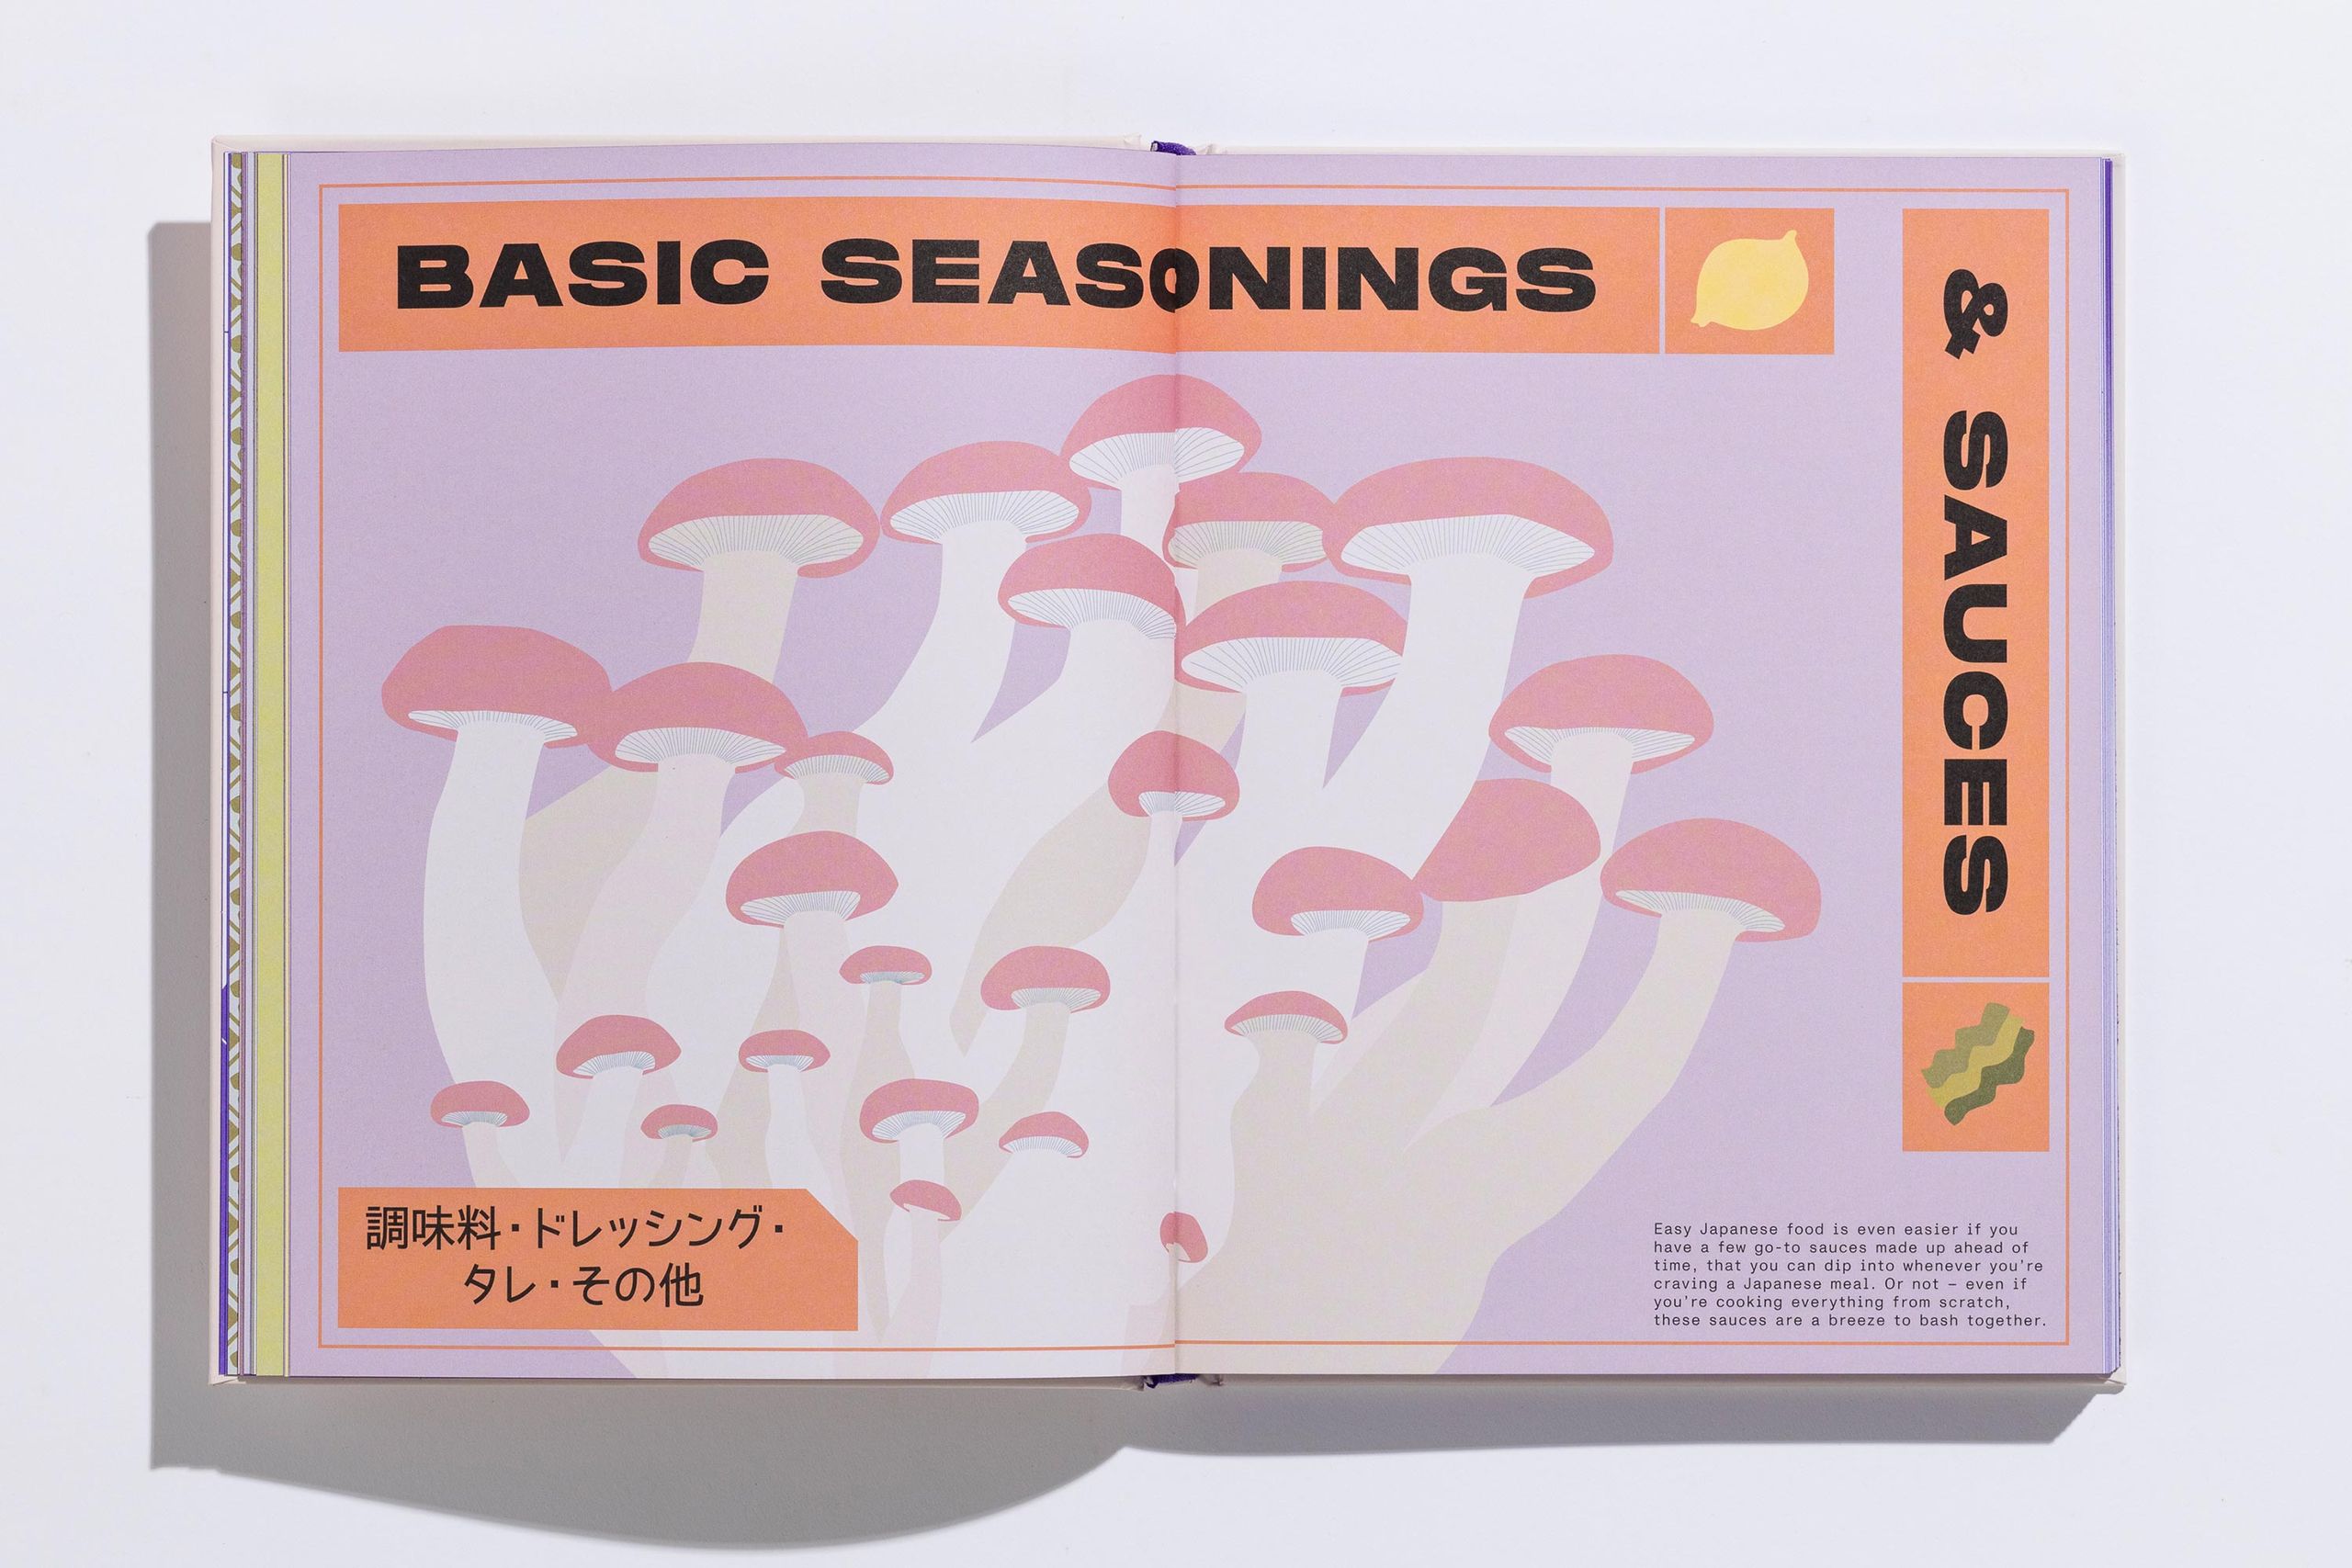 BASIC SEASONINGS
& SAUCES
調味料・ドレッシング・
タレ・その他
Easy Japanese food is even easier if you
have a few go-to sauces made up ahead of
time, that you can dip into whenever you’re
craving a Japanese meal. Or not – even if
you’re cooking everything from scratch,
these sauces are a breeze to bash together.